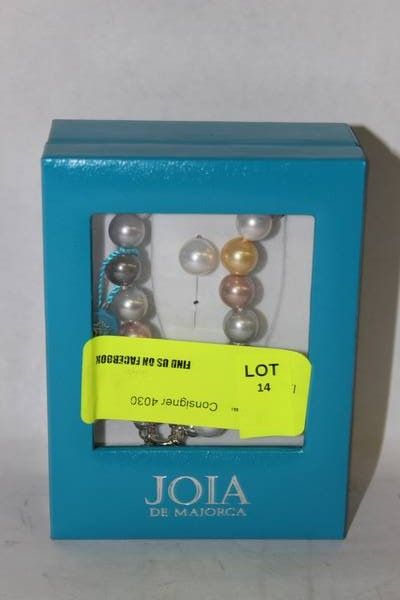 FIND US ON FACEBOOK
LOT
14
Consigner 4030
JOIA
DE MAJORCA